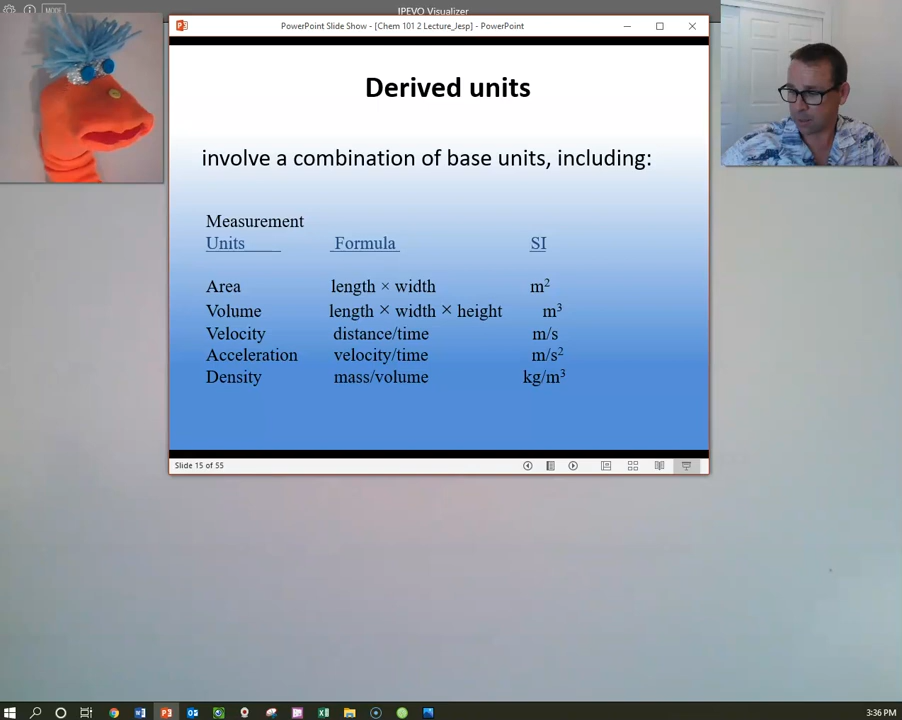 MODE
IPEVO Visualizer
PowerPoint Slide Show - [Chem 101 2 Lecture_Jesp] - PowerPoint
Derived units
involve a combination of base units, including:
Measurement
Units Formula SI
Area length × width m²
Volume length × width × height m³
Velocity distance/time m/s
Acceleration velocity/time m/s²
Density mass/volume kg/m³
Slide 15 of 55
3:36 PM